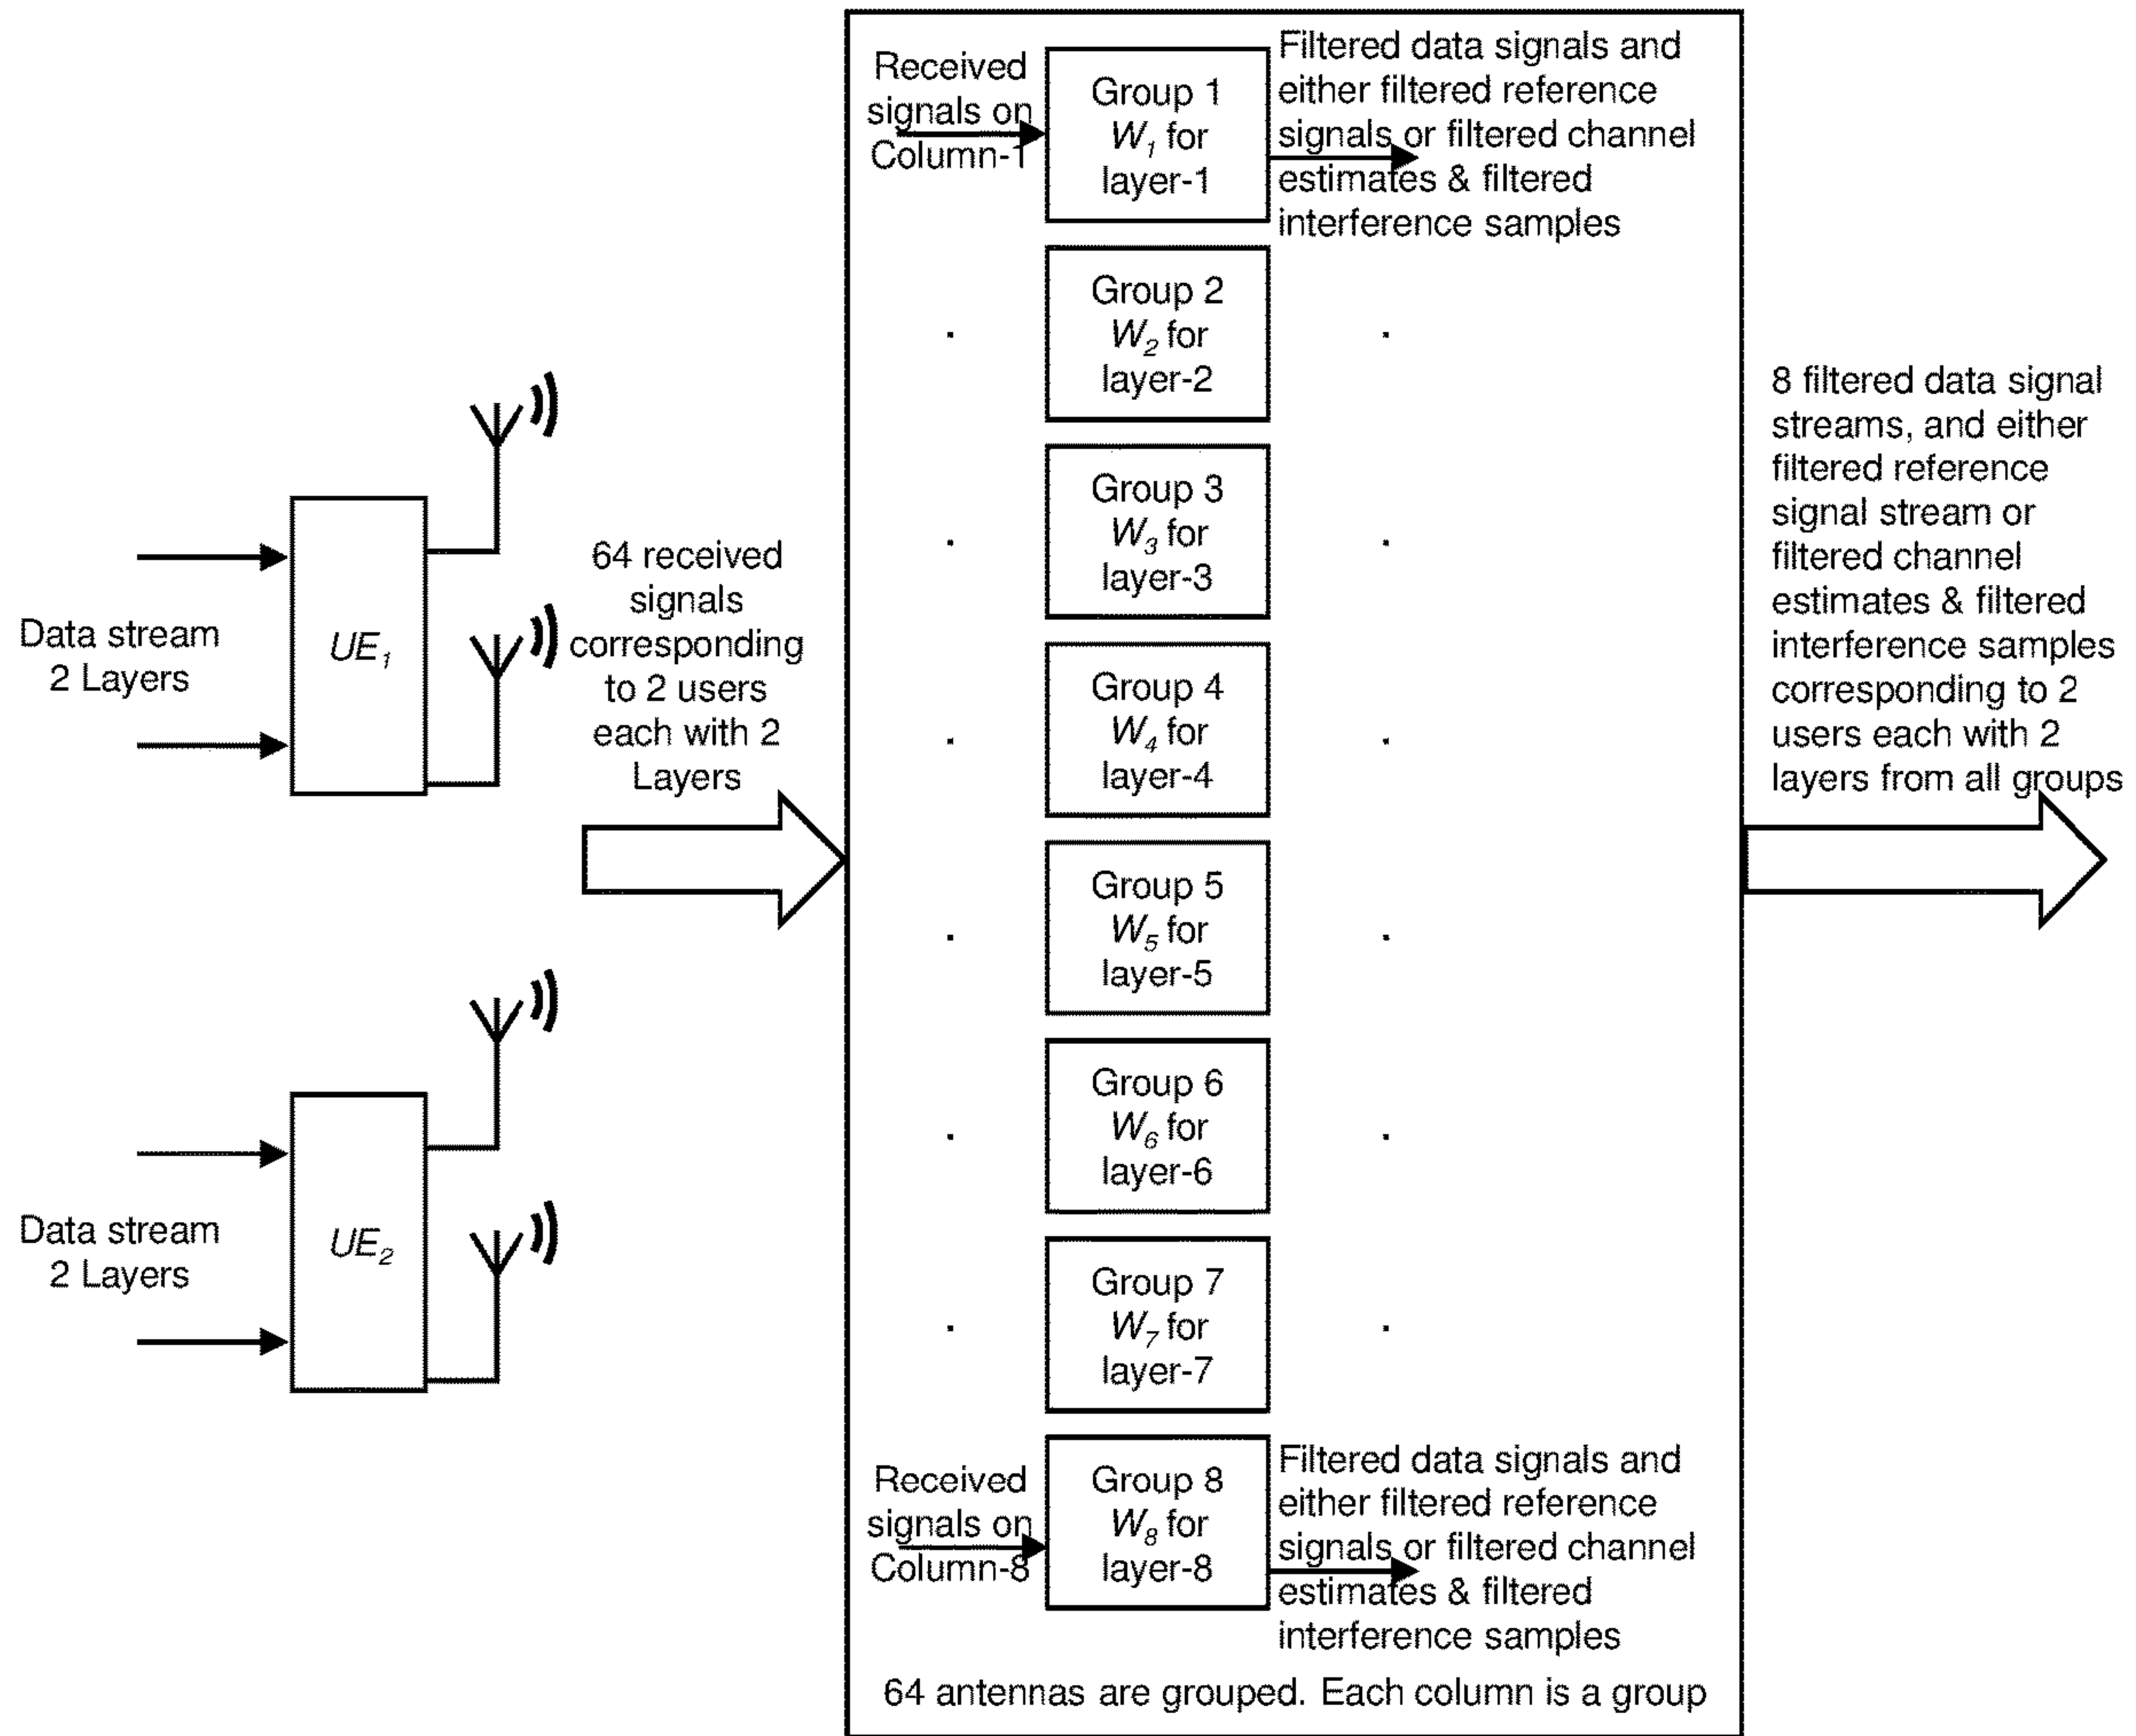 Data stream
2 Layers
UE1
Data stream
2 Layers
UE2
64 received
signals
corresponding
to 2 users
each with 2
Layers
Received
signals on
Column-1
Group 1
W1 for
layer-1
Filtered data signals and
either filtered reference
signals or filtered channel
estimates & filtered
interference samples
Group 2
W2 for
layer-2
Group 3
W3 for
layer-3
Group 4
W4 for
layer-4
Group 5
W5 for
layer-5
Group 6
W6 for
layer-6
Group 7
W7 for
layer-7
Received
signals on
Column-8
Group 8
W8 for
layer-8
Filtered data signals and
either filtered reference
signals or filtered channel
estimates & filtered
interference samples
64 antennas are grouped. Each column is a group
8 filtered data signal
streams, and either
filtered reference
signal stream or
filtered channel
estimates & filtered
interference samples
corresponding to 2
users each with 2
layers from all groups